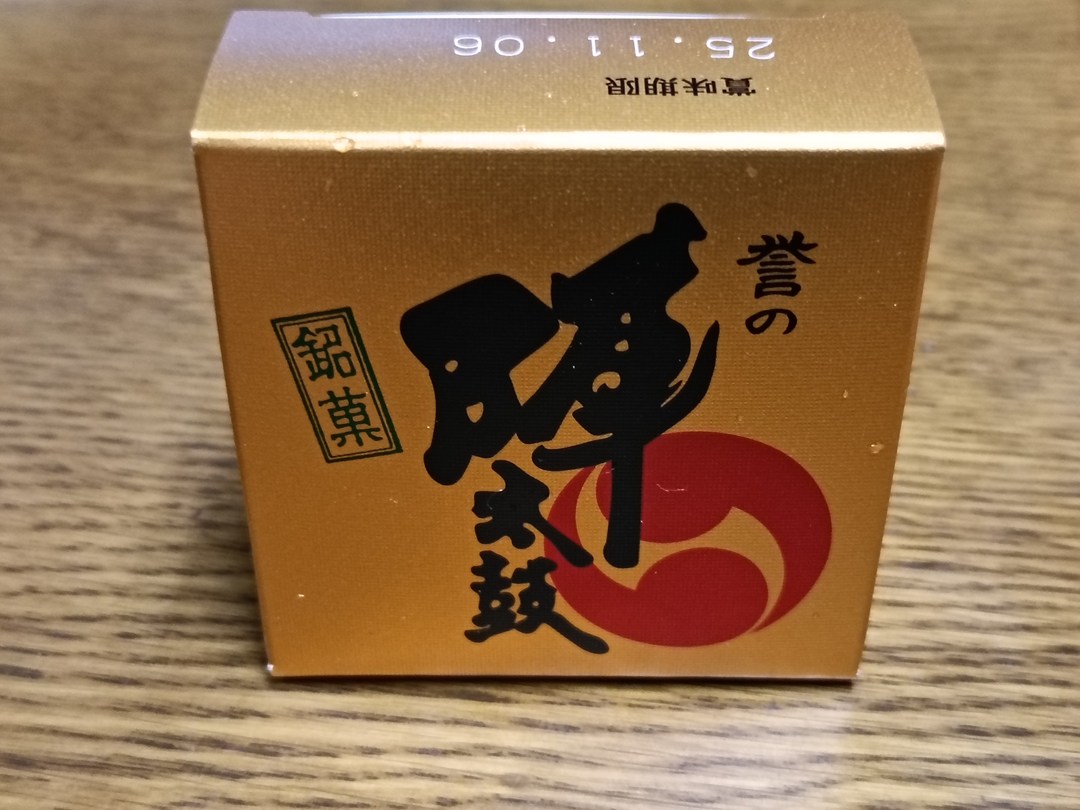 賞味期限
25.11.06
誉の
陣太鼓
銘菓